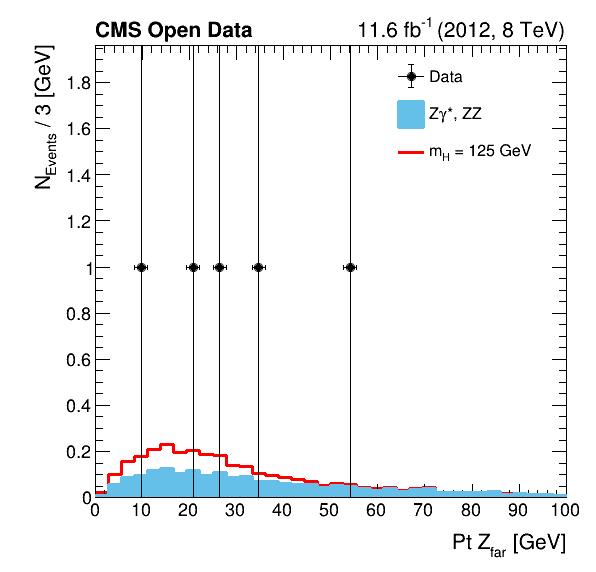 CMS Open Data 11.6 fb⁻¹ (2012, 8 TeV)
N_Events / 3 [GeV]
Data
Zγ*, ZZ
m_H = 125 GeV
1.8
1.6
1.4
1.2
1
0.8
0.6
0.4
0.2
0
0 10 20 30 40 50 60 70 80 90 100
Pt Z_far [GeV]